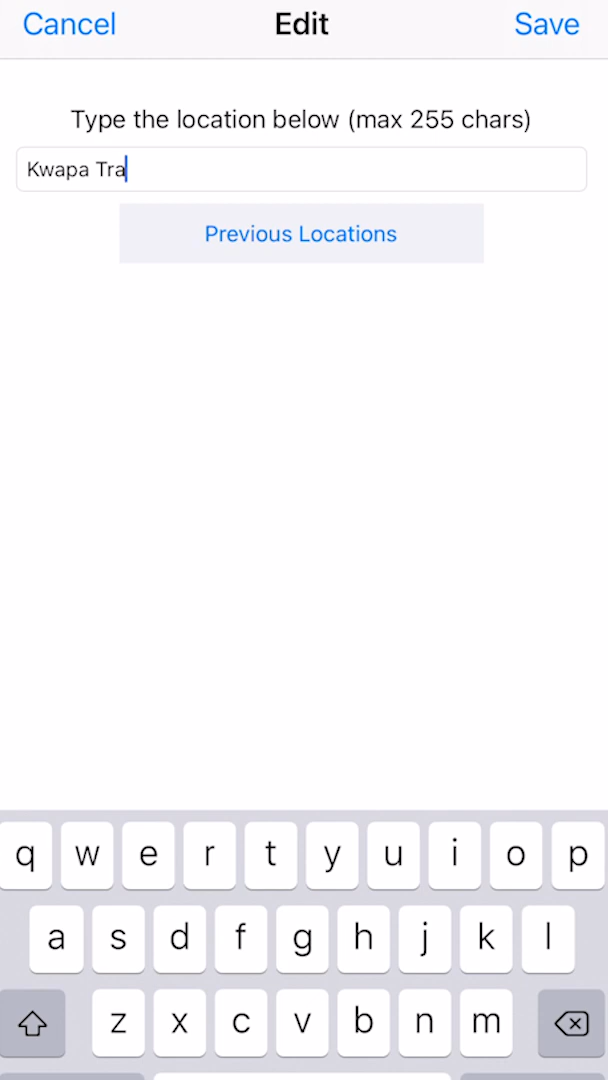 Cancel Edit Save
Type the location below (max 255 chars)
Kwapa Tra
Previous Locations
q w e r t y u i o p
a s d f g h j k l
z x c v b n m